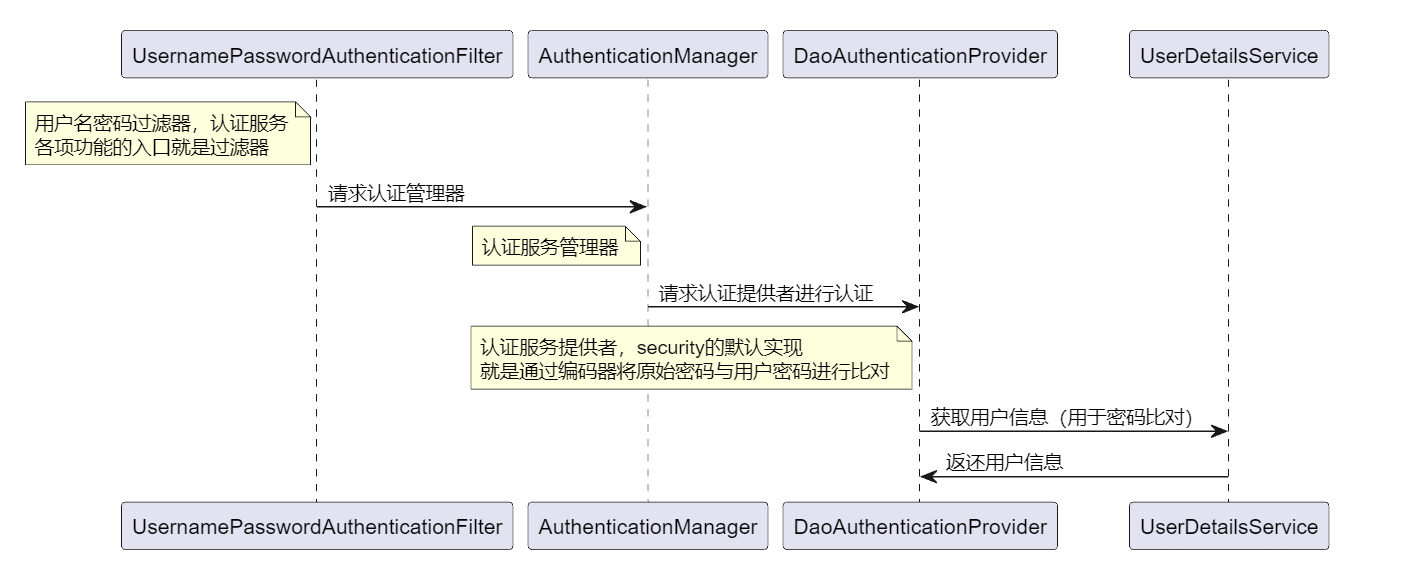 UsernamePasswordAuthenticationFilter
AuthenticationManager
DaoAuthenticationProvider
UserDetailsService
用户名密码过滤器，认证服务
各项功能的入口就是过滤器
请求认证管理器
认证服务管理器
请求认证提供者进行认证
认证服务提供者，security的默认实现
就是通过编码器将原始密码与用户密码进行比对
获取用户信息（用于密码比对）
返还用户信息
UsernamePasswordAuthenticationFilter
AuthenticationManager
DaoAuthenticationProvider
UserDetailsService